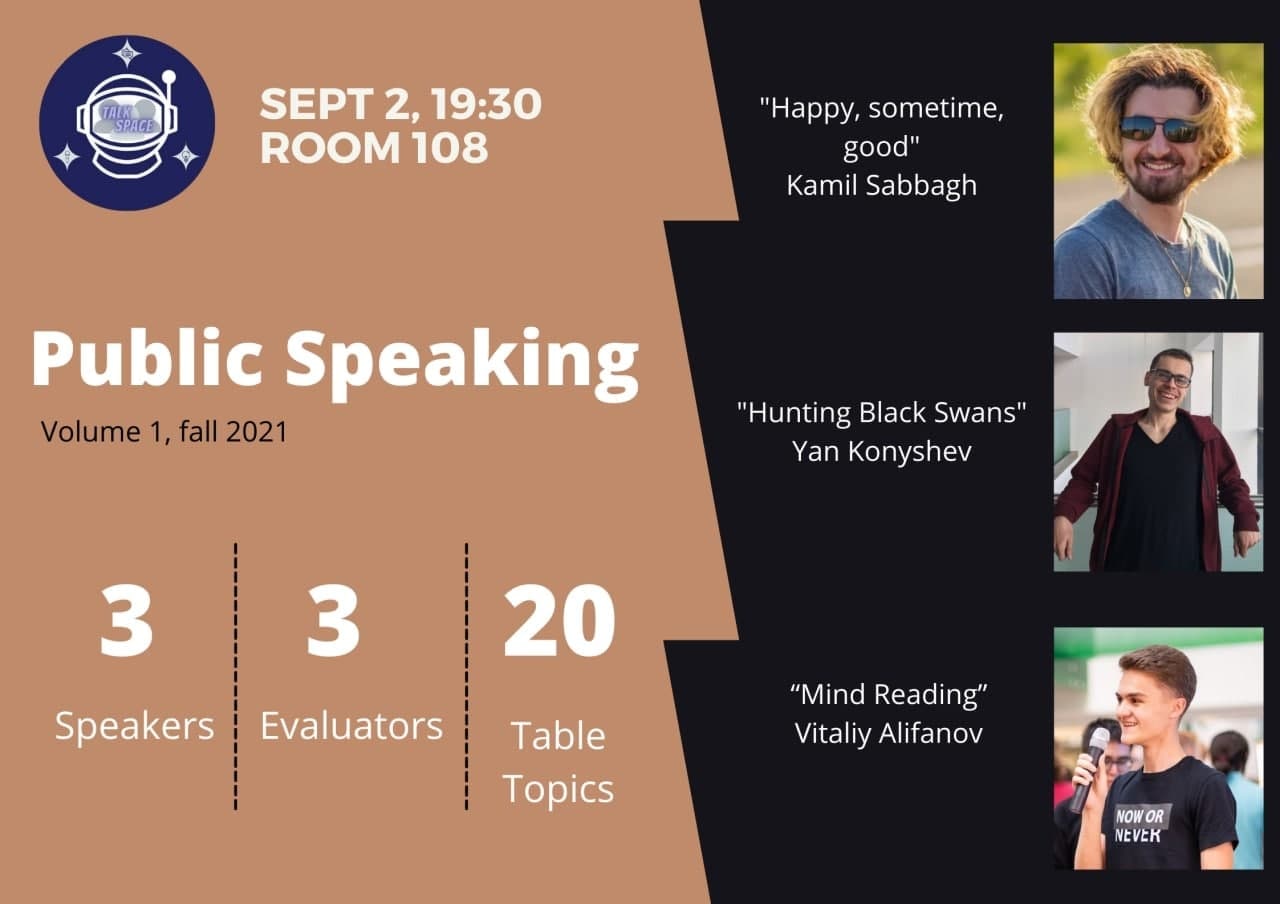 TALK
SPACE
SEPT 2, 19:30
ROOM 108
Public Speaking
Volume 1, fall 2021
3
Speakers
3
Evaluators
20
Table
Topics
"Happy, sometime,
good"
Kamil Sabbagh
"Hunting Black Swans"
Yan Konyshev
“Mind Reading”
Vitaliy Alifanov
NOW OR
NEVER